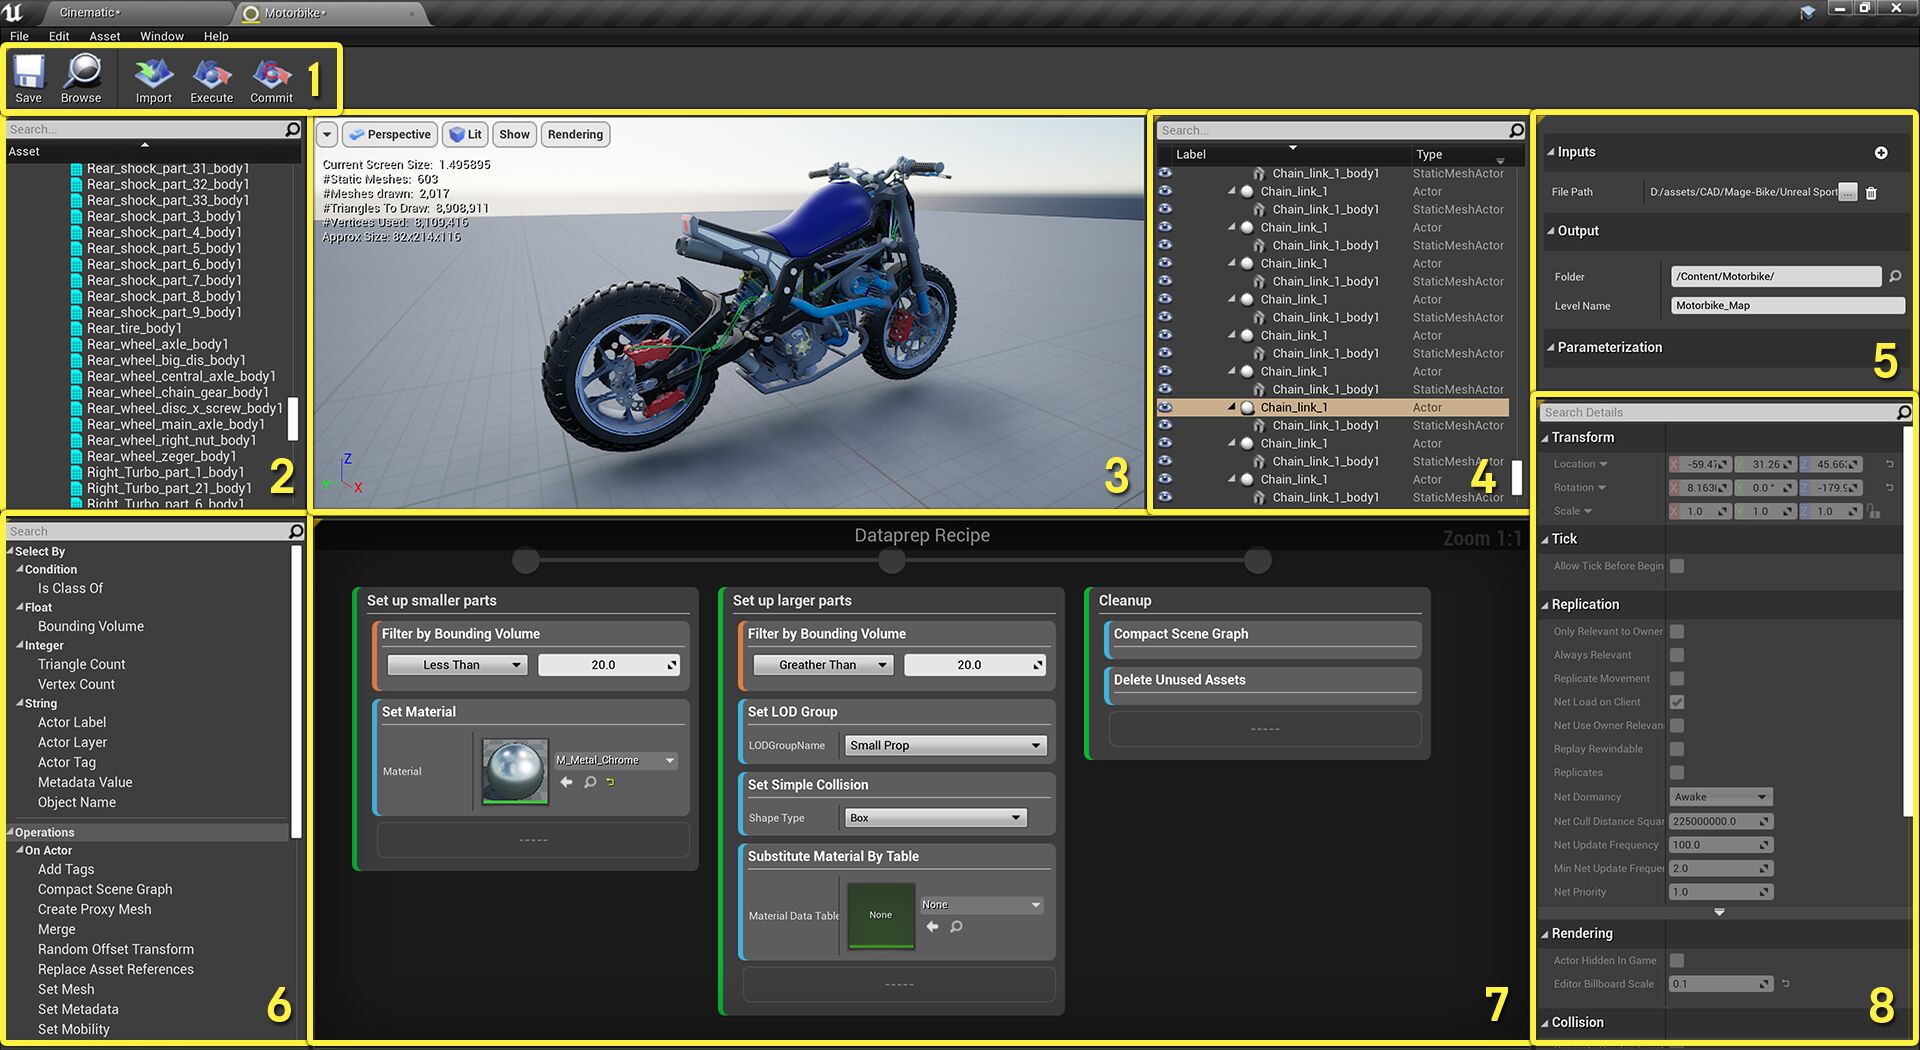 Cinematic*
Motorbike*
File Edit Asset Window Help
Save Browse Import Execute Commit
1
Search...
Asset
Rear_shock_part_31_body1
Rear_shock_part_32_body1
Rear_shock_part_33_body1
Rear_shock_part_3_body1
Rear_shock_part_4_body1
Rear_shock_part_5_body1
Rear_shock_part_6_body1
Rear_shock_part_7_body1
Rear_shock_part_8_body1
Rear_shock_part_9_body1
Rear_tire_body1
Rear_wheel_axle_body1
Rear_wheel_big_dis_body1
Rear_wheel_central_axle_body1
Rear_wheel_chain_gear_body1
Rear_wheel_disc_x_screw_body1
Rear_wheel_main_axle_body1
Rear_wheel_right_nut_body1
Rear_wheel_zeger_body1
Right_Turbo_part_1_body1
Right_Turbo_part_21_body1
Right_Turbo_part_6_body1
2
Perspective Lit Show Rendering
Current Screen Size: 1.495895
#Static Meshes: 603
#Meshes drawn: 2,017
#Triangles To Draw: 8,908,911
#Vertices Used: 8,109,416
Approx Size: 82x214x116
Z
Y
X
3
Search...
Label Type
Chain_link_1_body1 StaticMeshActor
Chain_link_1 Actor
Chain_link_1_body1 StaticMeshActor
Chain_link_1 Actor
Chain_link_1_body1 StaticMeshActor
Chain_link_1 Actor
Chain_link_1_body1 StaticMeshActor
Chain_link_1 Actor
Chain_link_1_body1 StaticMeshActor
Chain_link_1 Actor
Chain_link_1_body1 StaticMeshActor
Chain_link_1 Actor
Chain_link_1_body1 StaticMeshActor
Chain_link_1 Actor
Chain_link_1_body1 StaticMeshActor
Chain_link_1 Actor
Chain_link_1_body1 StaticMeshActor
Chain_link_1 Actor
Chain_link_1_body1 StaticMeshActor
4
Inputs
File Path D:/assets/CAD/Mage-Bike/Unreal Sport ...
Output
Folder /Content/Motorbike/
Level Name Motorbike_Map
Parameterization
5
Search
Select By
Condition
Is Class Of
Float
Bounding Volume
Integer
Triangle Count
Vertex Count
String
Actor Label
Actor Layer
Actor Tag
Metadata Value
Object Name
Operations
On Actor
Add Tags
Compact Scene Graph
Create Proxy Mesh
Merge
Random Offset Transform
Replace Asset References
Set Mesh
Set Metadata
Set Mobility
6
Dataprep Recipe
Zoom 1:1
Set up smaller parts
Filter by Bounding Volume
Less Than 20.0
Set Material
Material M_Metal_Chrome
-----
Set up larger parts
Filter by Bounding Volume
Greather Than 20.0
Set LOD Group
LODGroupName Small Prop
Set Simple Collision
Shape Type Box
Substitute Material By Table
Material Data Table None None
-----
Cleanup
Compact Scene Graph
Delete Unused Assets
-----
7
Search Details
Transform
Location X -59.47 Y 31.26 Z 45.66
Rotation X 8.163 Y 0.0° Z -179.9
Scale X 1.0 Y 1.0 Z 1.0
Tick
Allow Tick Before Begin
Replication
Only Relevant to Owner
Always Relevant
Replicate Movement
Net Load on Client
Net Use Owner Relevan
Replay Rewindable
Replicates
Net Dormancy Awake
Net Cull Distance Squar 225000000.0
Net Update Frequency 100.0
Min Net Update Frequer 2.0
Net Priority 1.0
Rendering
Actor Hidden In Game
Editor Billboard Scale 0.1
Collision
8